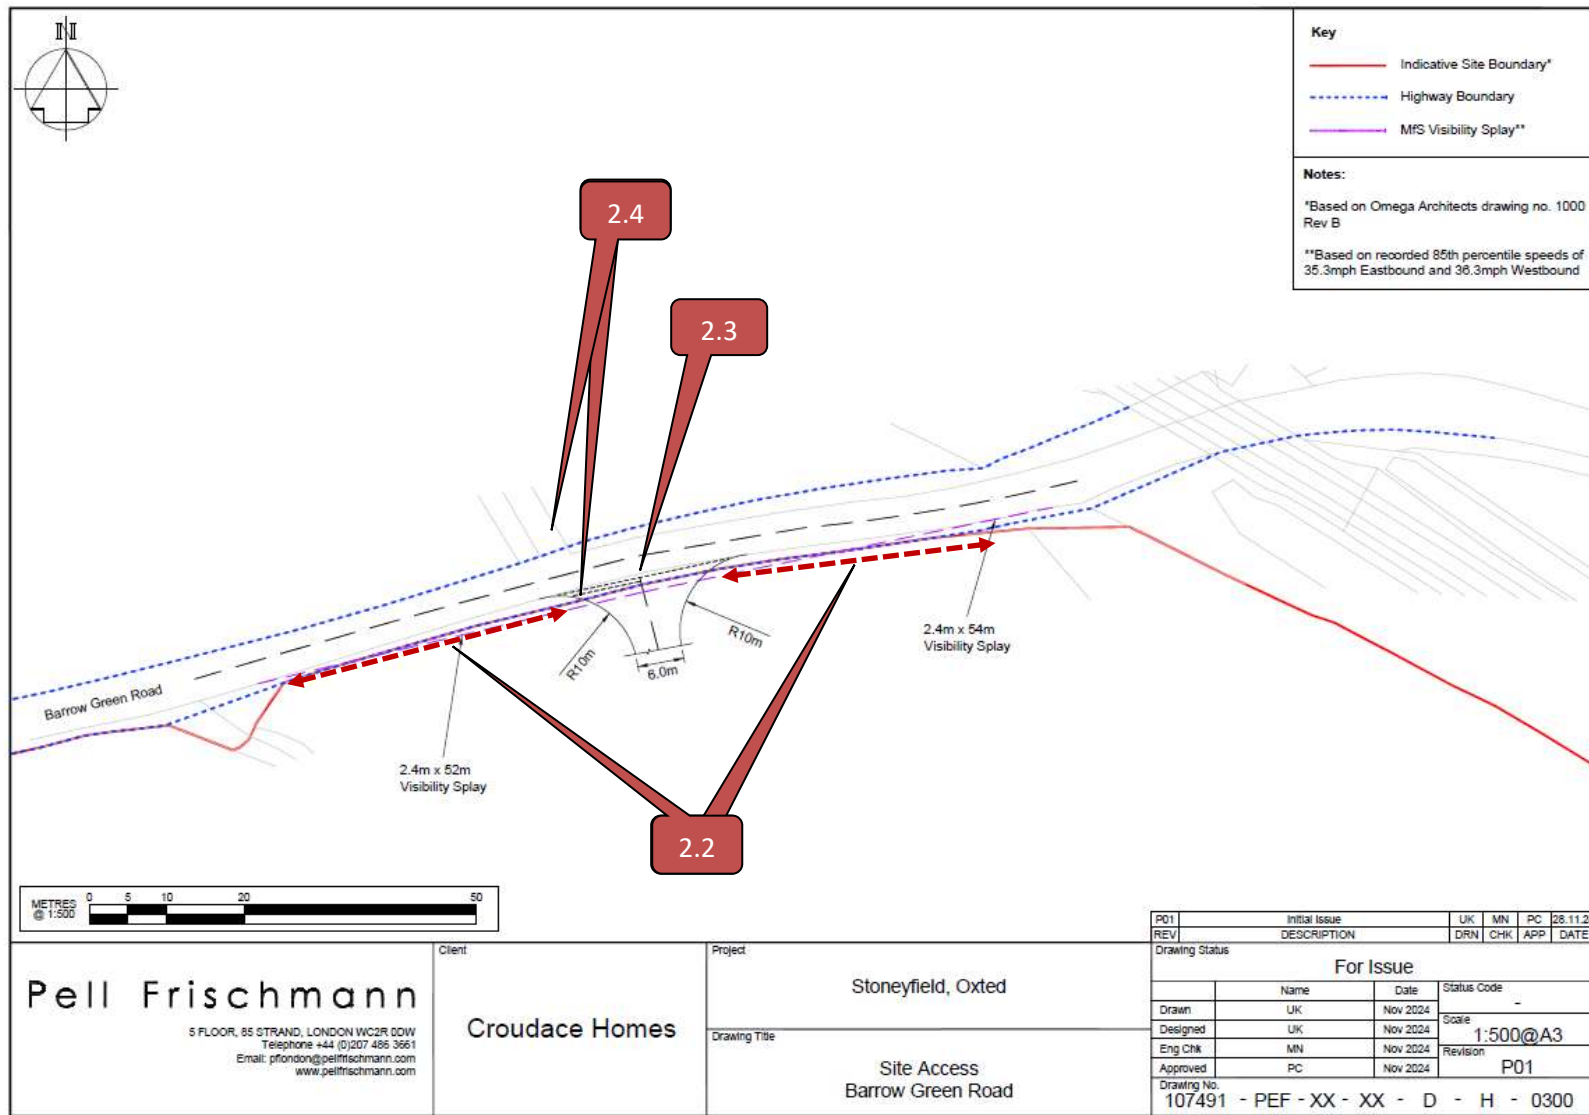 N
Key
Indicative Site Boundary*
Highway Boundary
MfS Visibility Splay**
Notes:
*Based on Omega Architects drawing no. 1000
Rev B
**Based on recorded 85th percentile speeds of
35.3mph Eastbound and 36.3mph Westbound
2.4
2.3
R10m
R10m
6.0m
2.4m x 54m
Visibility Splay
Barrow Green Road
2.4m x 52m
Visibility Splay
2.2
METRES
@ 1:500
0 5 10 20 50
P01 Initial Issue UK MN PC 28.11.2
REV DESCRIPTION DRN CHK APP DATE
Pell Frischmann
5 FLOOR, 85 STRAND, LONDON WC2R 0DW
Telephone +44 (0)207 486 3661
Email: pflondon@pellfrischmann.com
www.pellfrischmann.com
Client
Croudace Homes
Project
Stoneyfield, Oxted
Drawing Title
Site Access
Barrow Green Road
Drawing Status
For Issue
Name Date
Drawn UK Nov 2024
Designed UK Nov 2024
Eng Chk MN Nov 2024
Approved PC Nov 2024
Status Code
-
Scale
1:500@A3
Revision
P01
Drawing No.
107491 - PEF - XX - XX - D - H - 0300